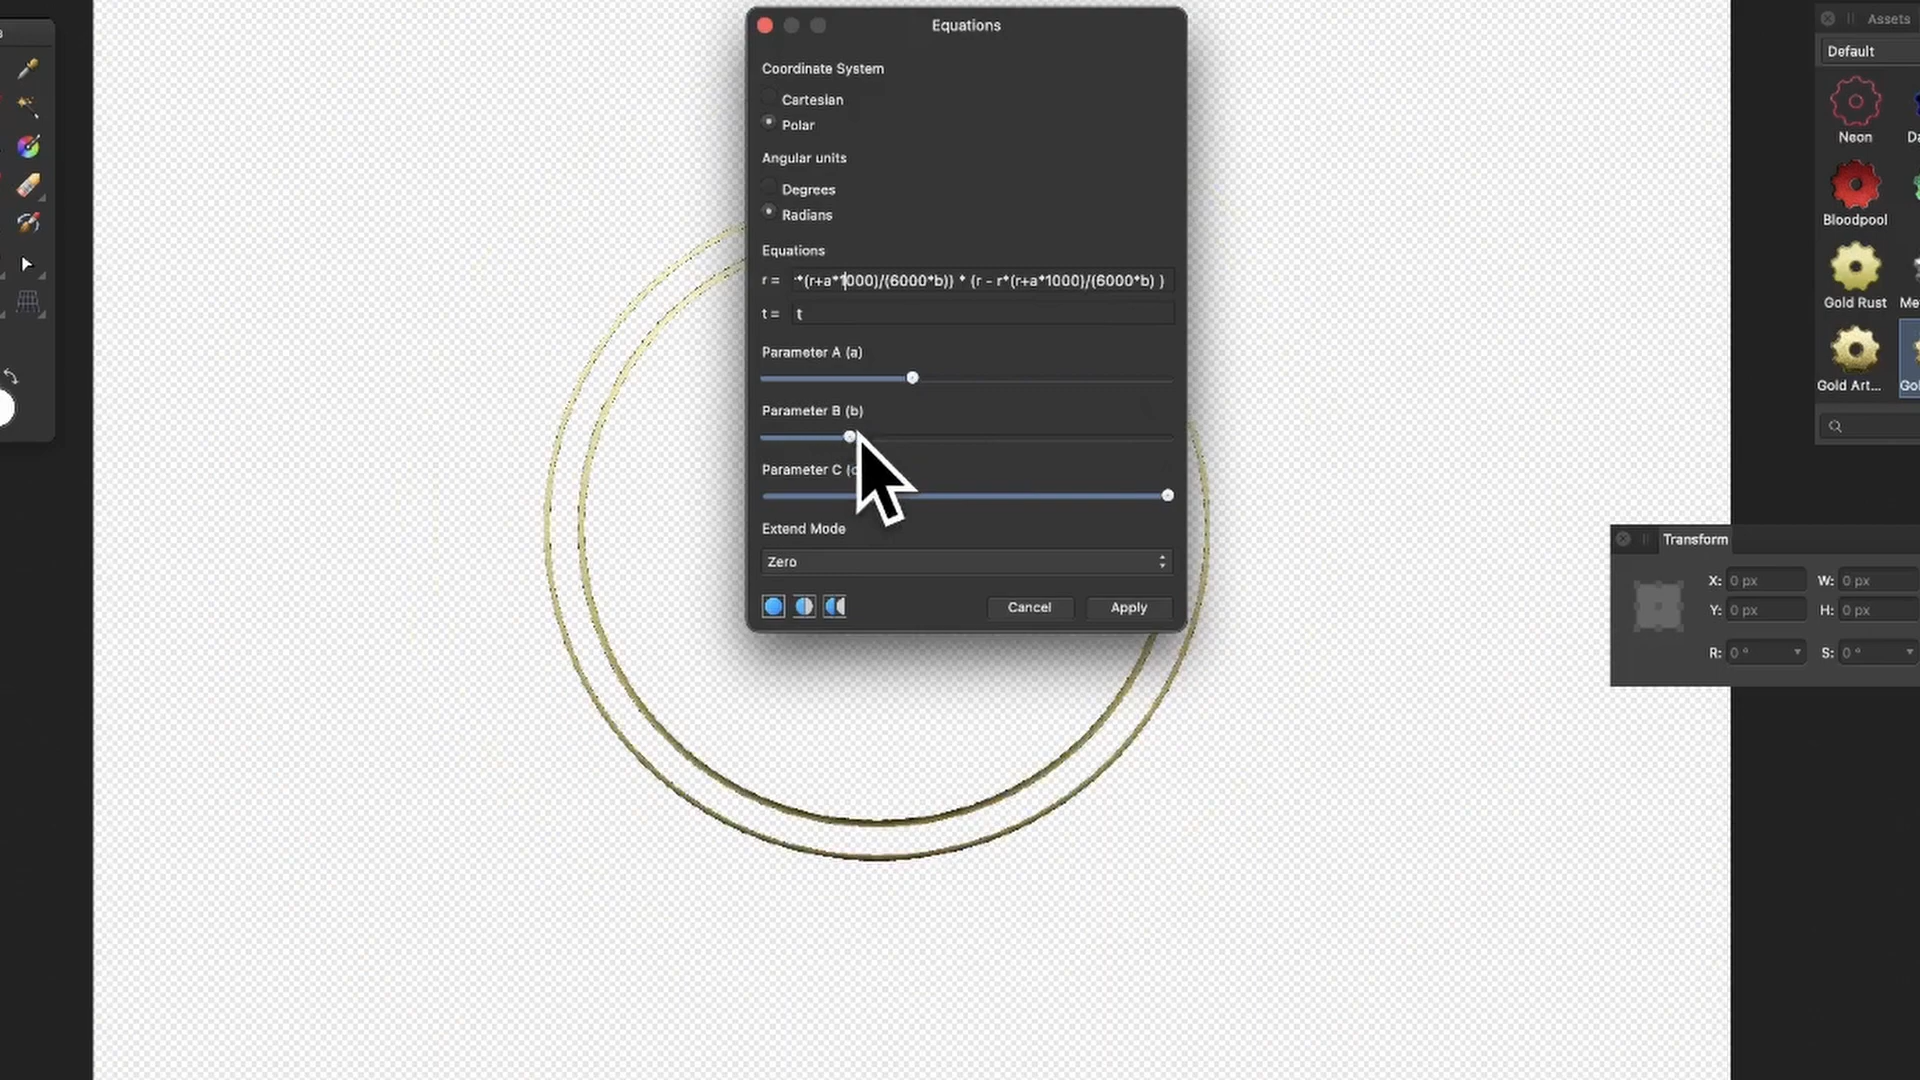 Equations
Coordinate System
Cartesian
Polar
Angular units
Degrees
Radians
Equations
r = *(r+a*1000)/(6000*b)) * (r - r*(r+a*1000)/(6000*b) )
t = t
Parameter A (a)
Parameter B (b)
Parameter C
Extend Mode
Zero
Cancel Apply
Assets
Default
Neon
Bloodpool
Gold Rust
Gold Art...
Transform
X: 0 px W: 0 px
Y: 0 px H: 0 px
R: 0 ° S: 0 °